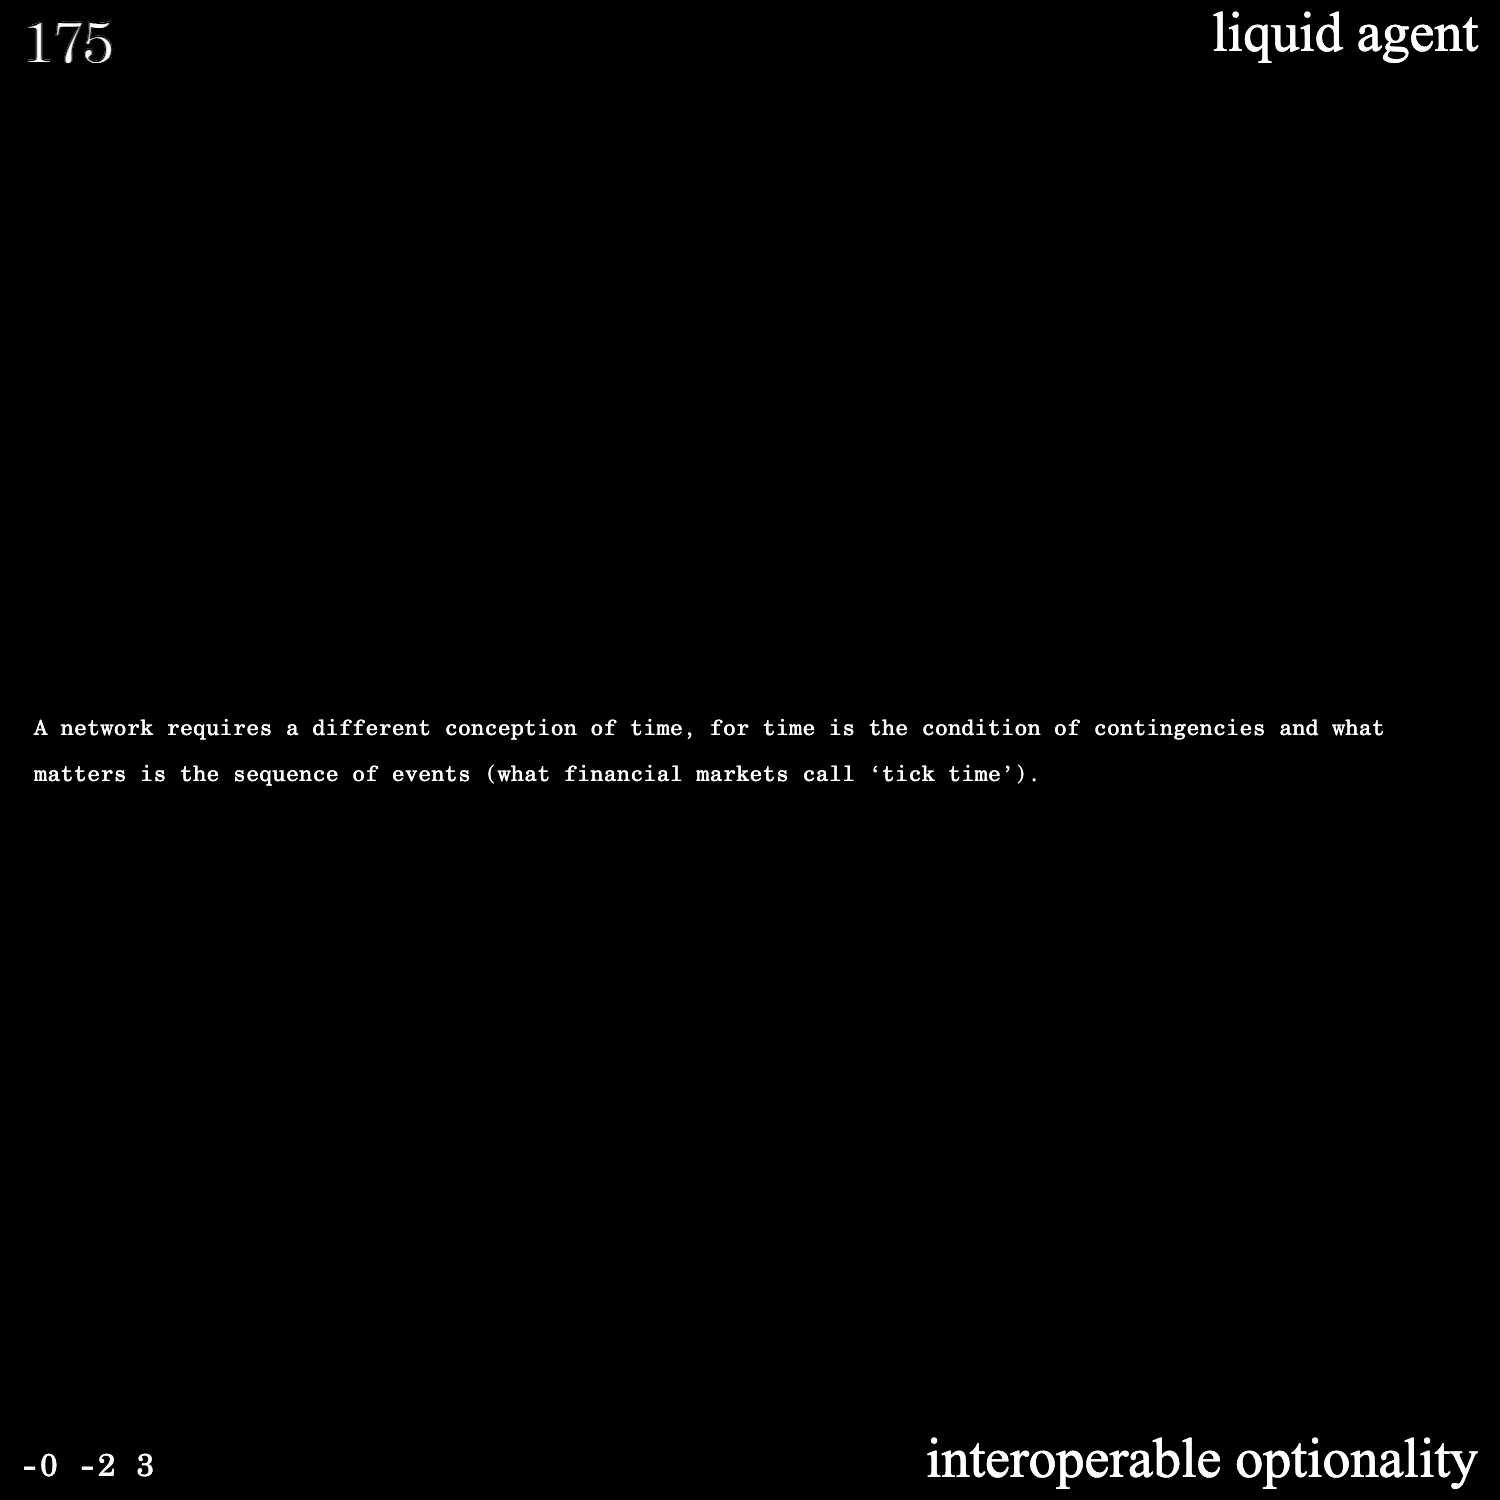 175
liquid agent
A network requires a different conception of time, for time is the condition of contingencies and what
matters is the sequence of events (what financial markets call ‘tick time’).
-0 -2 3
interoperable optionality